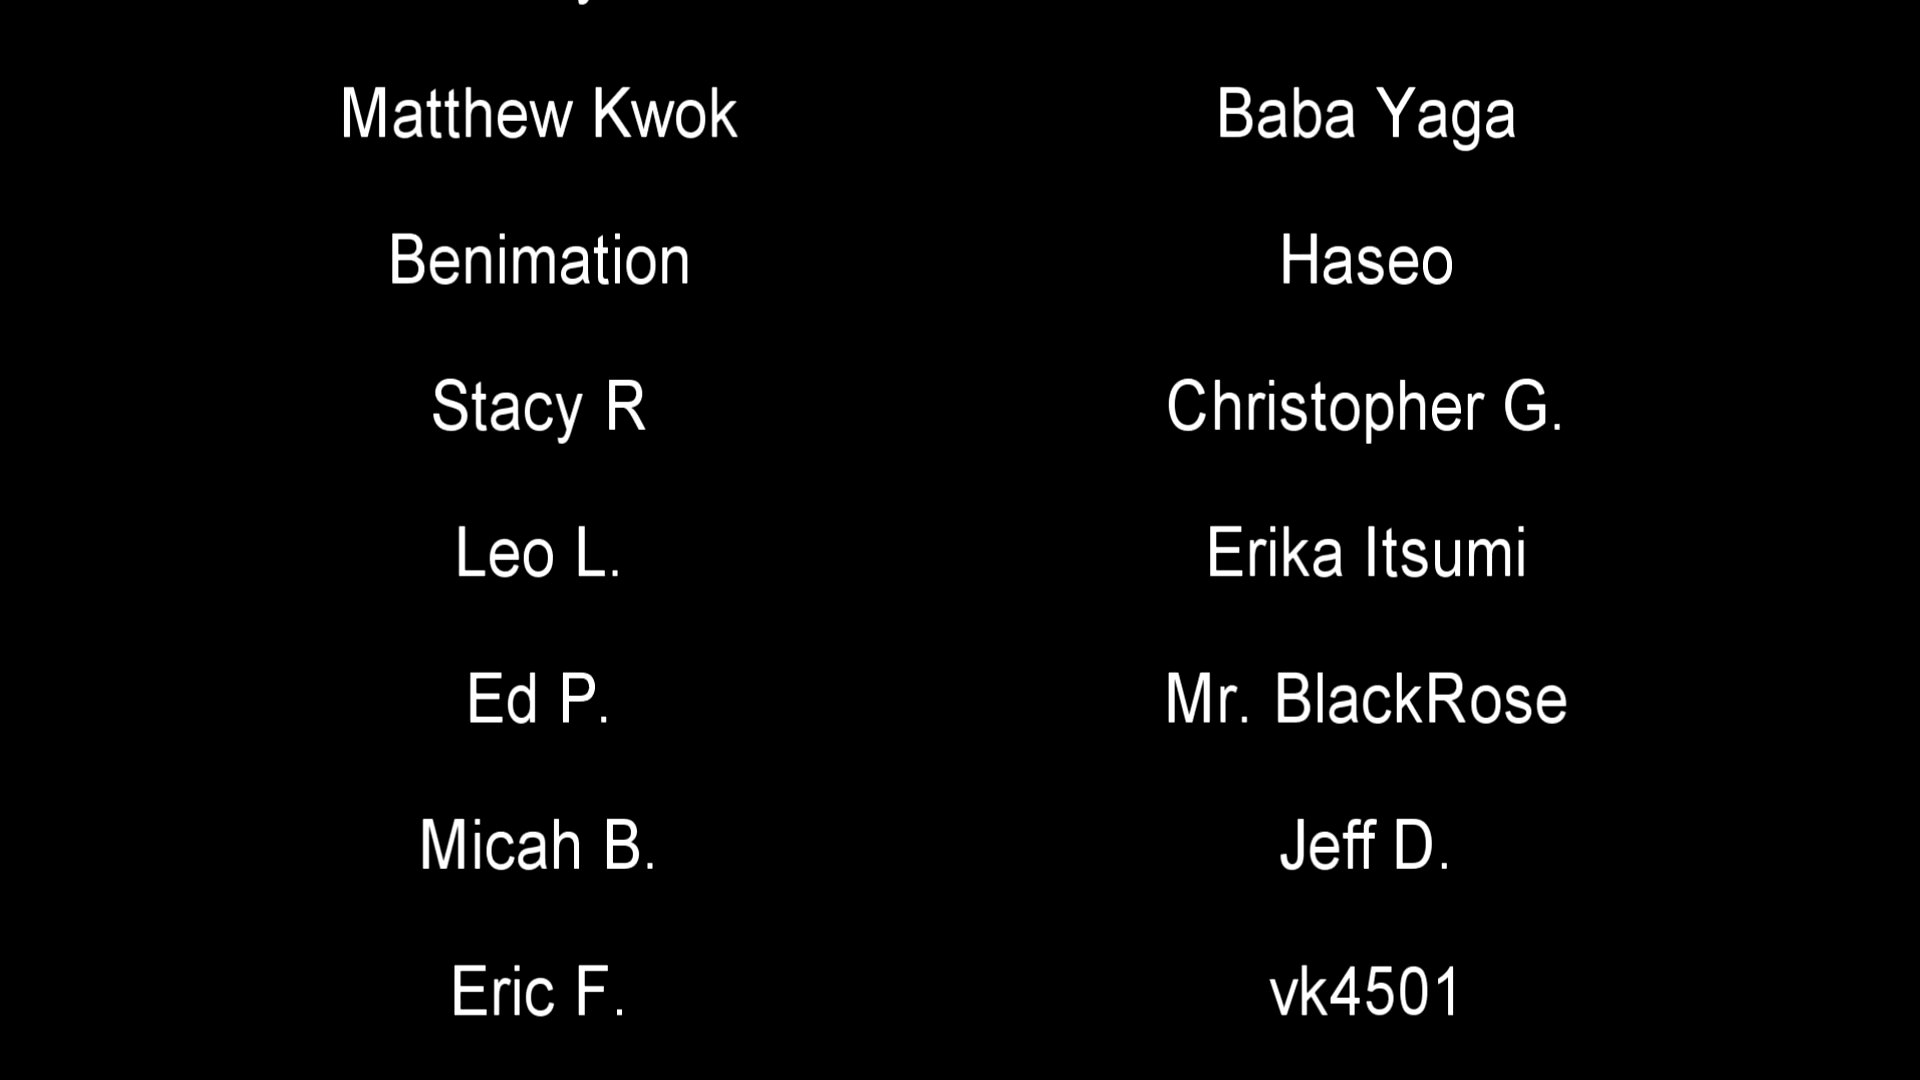 Matthew Kwok
Baba Yaga
Benimation
Haseo
Stacy R
Christopher G.
Leo L.
Erika Itsumi
Ed P.
Mr. BlackRose
Micah B.
Jeff D.
Eric F.
vk4501